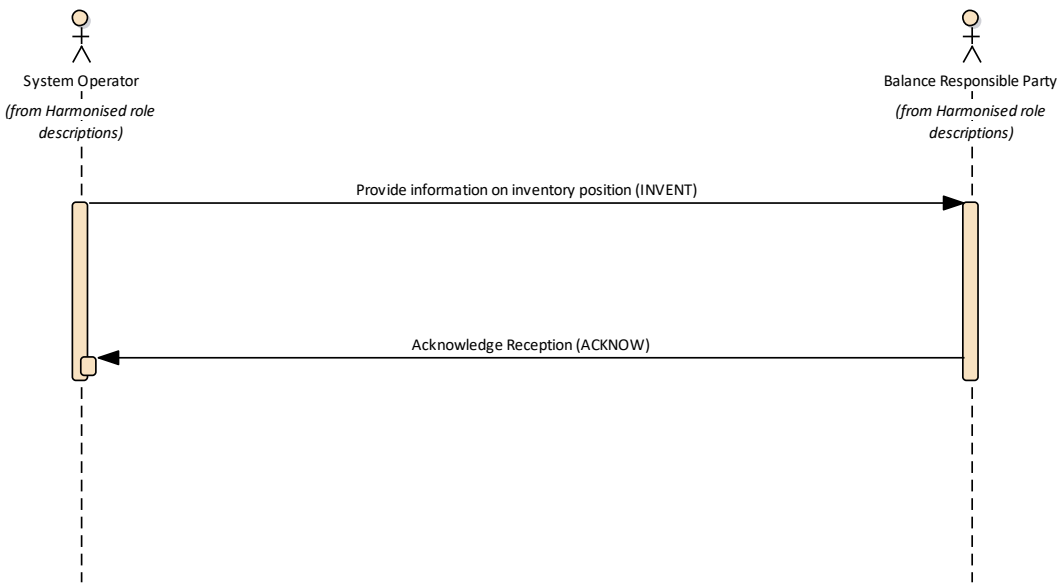 System Operator
(from Harmonised role
descriptions)
Balance Responsible Party
(from Harmonised role
descriptions)
Provide information on inventory position (INVENT)
Acknowledge Reception (ACKNOW)